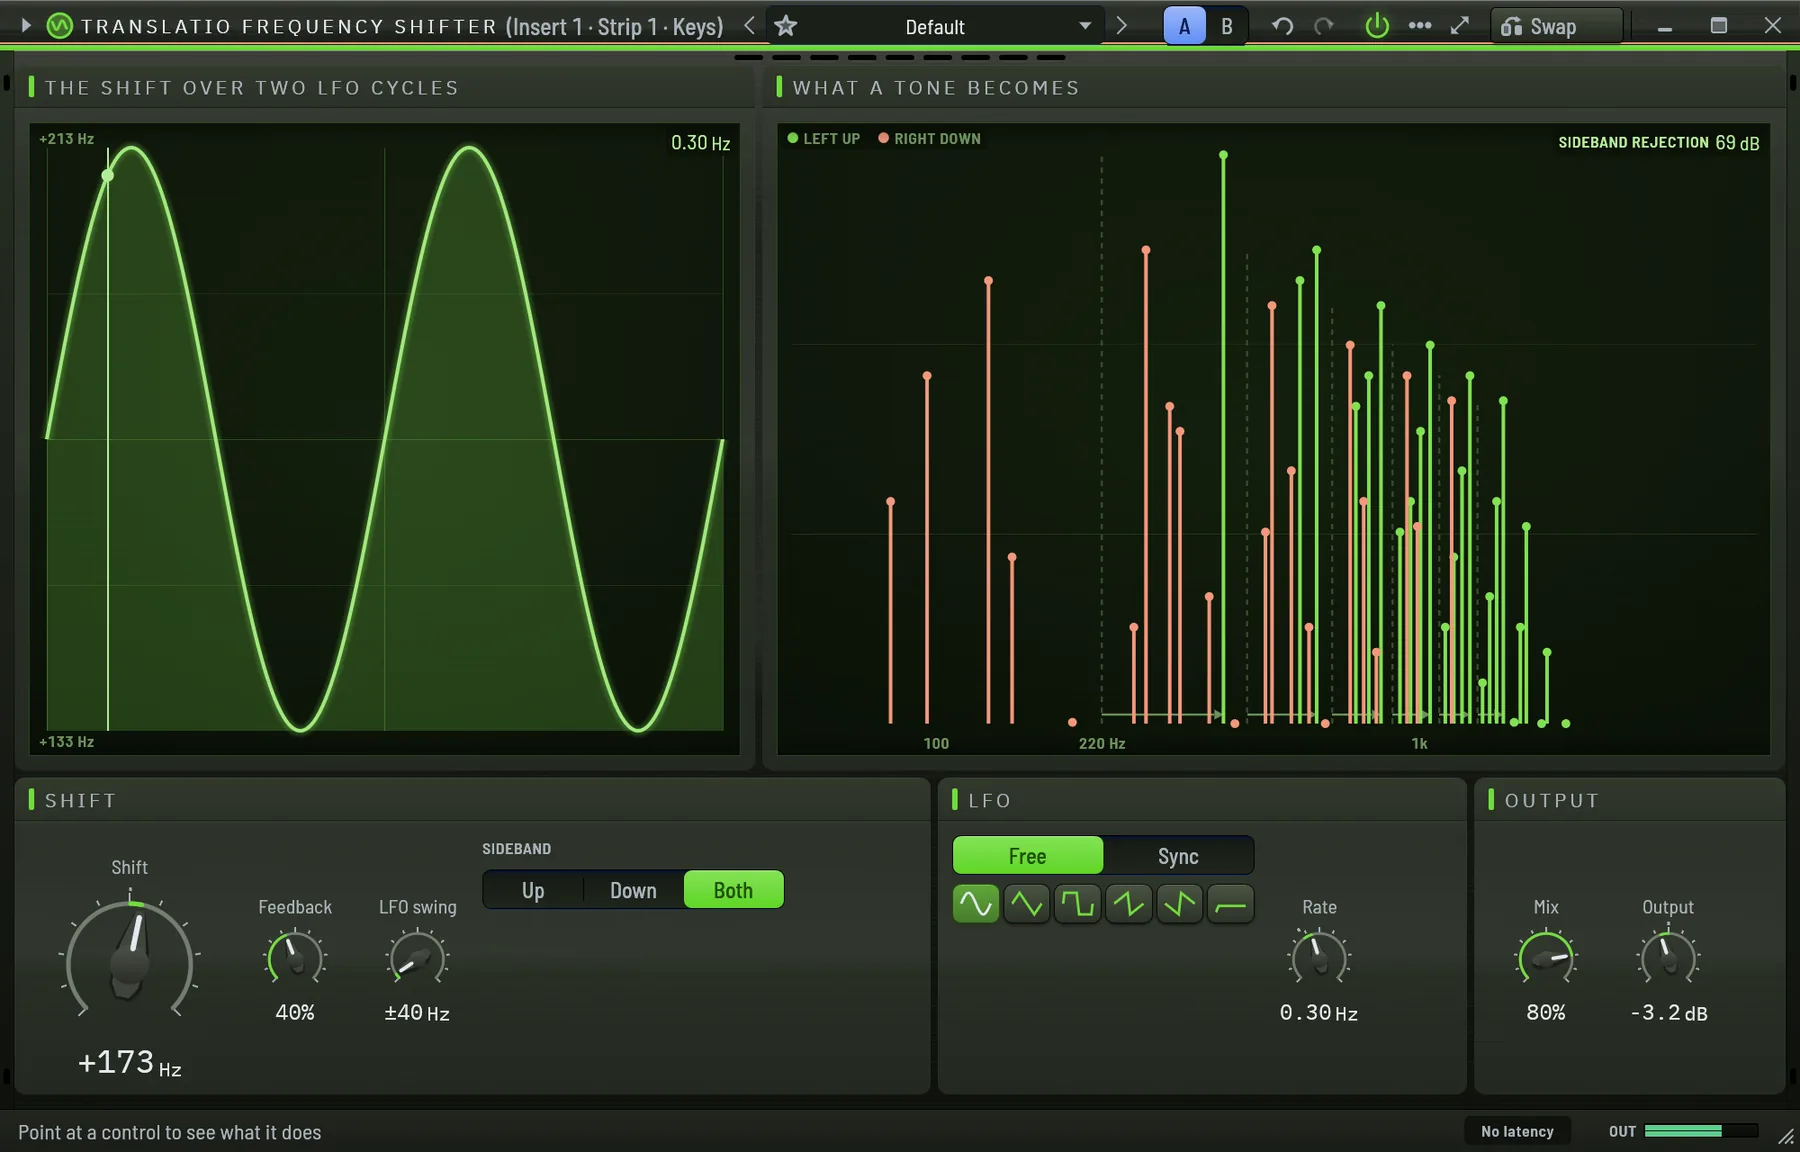 TRANSLATIO FREQUENCY SHIFTER (Insert 1 · Strip 1 · Keys)
Default
A B
Swap
THE SHIFT OVER TWO LFO CYCLES
+213 Hz
0.30 Hz
+133 Hz
WHAT A TONE BECOMES
LEFT UP RIGHT DOWN
SIDEBAND REJECTION 69 dB
100 220 Hz 1k
SHIFT
Shift
+173 Hz
Feedback
40%
LFO swing
±40 Hz
SIDEBAND
Up Down Both
LFO
Free Sync
Rate
0.30 Hz
OUTPUT
Mix
80%
Output
-3.2 dB
Point at a control to see what it does
No latency
OUT